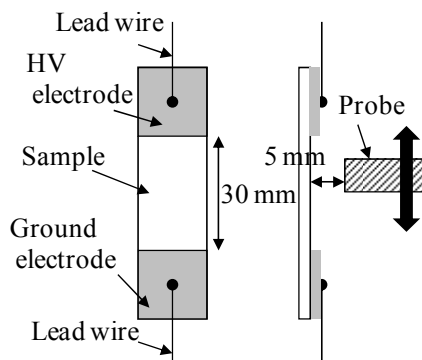 Lead wire
HV
electrode
Probe
Sample
5 mm
30 mm
Ground
electrode
Lead wire